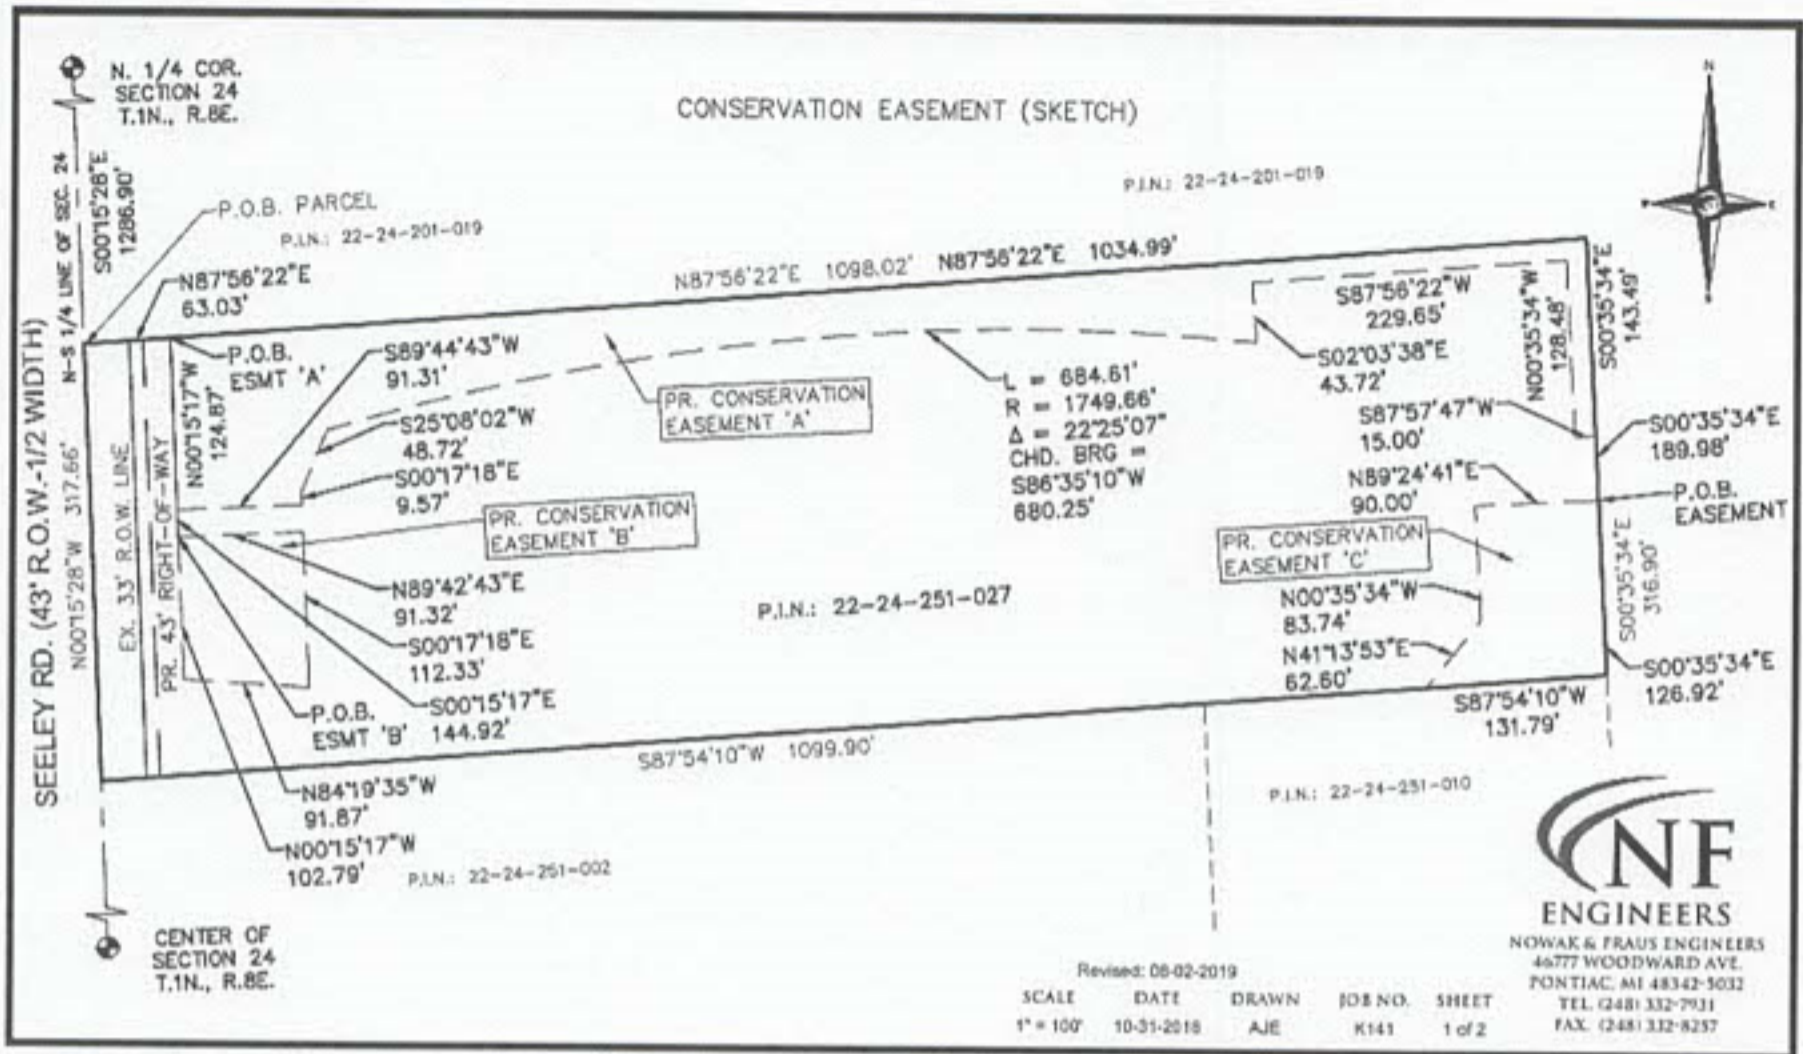 N. 1/4 COR.
SECTION 24
T.1N., R.8E.
CONSERVATION EASEMENT (SKETCH)
N
S00°15'28"E
1286.90'
N-S 1/4 LINE OF SEC. 24
P.O.B. PARCEL
P.I.N.: 22-24-201-019
P.I.N.: 22-24-201-019
N87°56'22"E
63.03'
N87°56'22"E 1098.02'
N87°56'22"E 1034.99'
S87°56'22"W
229.65'
N00°35'34"W
128.48'
S00°35'34"E
143.49'
SEELEY RD. (43' R.O.W.-1/2 WIDTH)
N00°15'28"W 317.66'
EX. 33' R.O.W. LINE
PR. 43' RIGHT-OF-WAY
N00°15'17"W
124.87'
P.O.B.
ESMT 'A'
S89°44'43"W
91.31'
S25°08'02"W
48.72'
S00°17'18"E
9.57'
PR. CONSERVATION
EASEMENT 'A'
L = 684.61'
R = 1749.66'
Δ = 22°25'07"
CHD. BRG =
S86°35'10"W
680.25'
S02°03'38"E
43.72'
S87°57'47"W
15.00'
S00°35'34"E
189.98'
N89°24'41"E
90.00'
P.O.B.
EASEMENT
PR. CONSERVATION
EASEMENT 'B'
PR. CONSERVATION
EASEMENT 'C'
S00°35'34"E
316.90'
N89°42'43"E
91.32'
S00°17'18"E
112.33'
P.I.N.: 22-24-251-027
N00°35'34"W
83.74'
N41°13'53"E
62.60'
S00°35'34"E
126.92'
S00°15'17"E
144.92'
P.O.B.
ESMT 'B'
S87°54'10"W
131.79'
S87°54'10"W 1099.90'
N84°19'35"W
91.87'
N00°15'17"W
102.79'
P.I.N.: 22-24-251-002
P.I.N.: 22-24-251-010
CENTER OF
SECTION 24
T.1N., R.8E.
NF
ENGINEERS
NOWAK & FRAUS ENGINEERS
46777 WOODWARD AVE.
PONTIAC, MI 48342-5032
TEL. (248) 332-7931
FAX. (248) 332-8257
Revised: 08-02-2019
SCALE DATE DRAWN JOB NO. SHEET
1" = 100' 10-31-2018 AJE K141 1 of 2